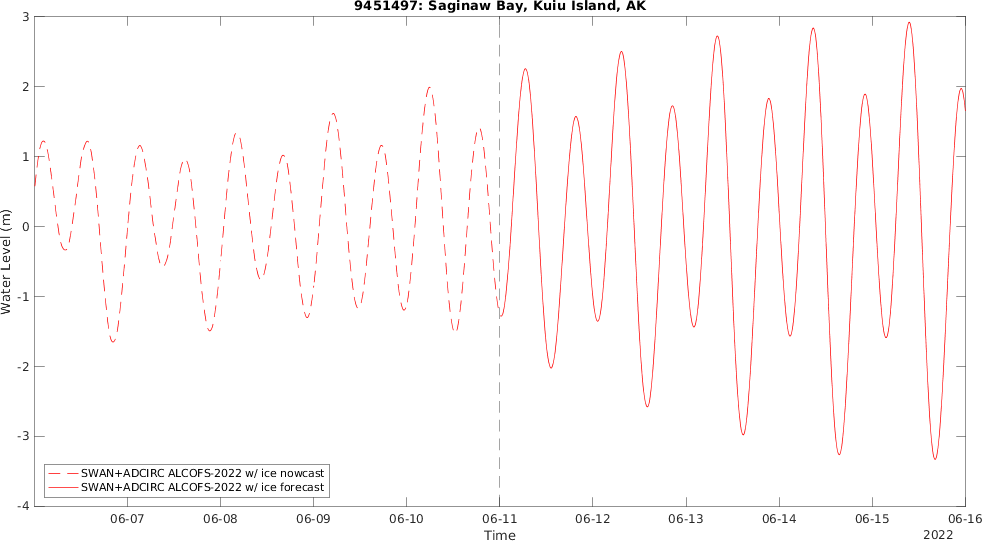 9451497: Saginaw Bay, Kuiu Island, AK
3
2
1
0
-1
-2
-3
-4
Water Level (m)
SWAN+ADCIRC ALCOFS-2022 w/ ice nowcast
SWAN+ADCIRC ALCOFS-2022 w/ ice forecast
06-07 06-08 06-09 06-10 06-11 06-12 06-13 06-14 06-15 06-16
Time
2022